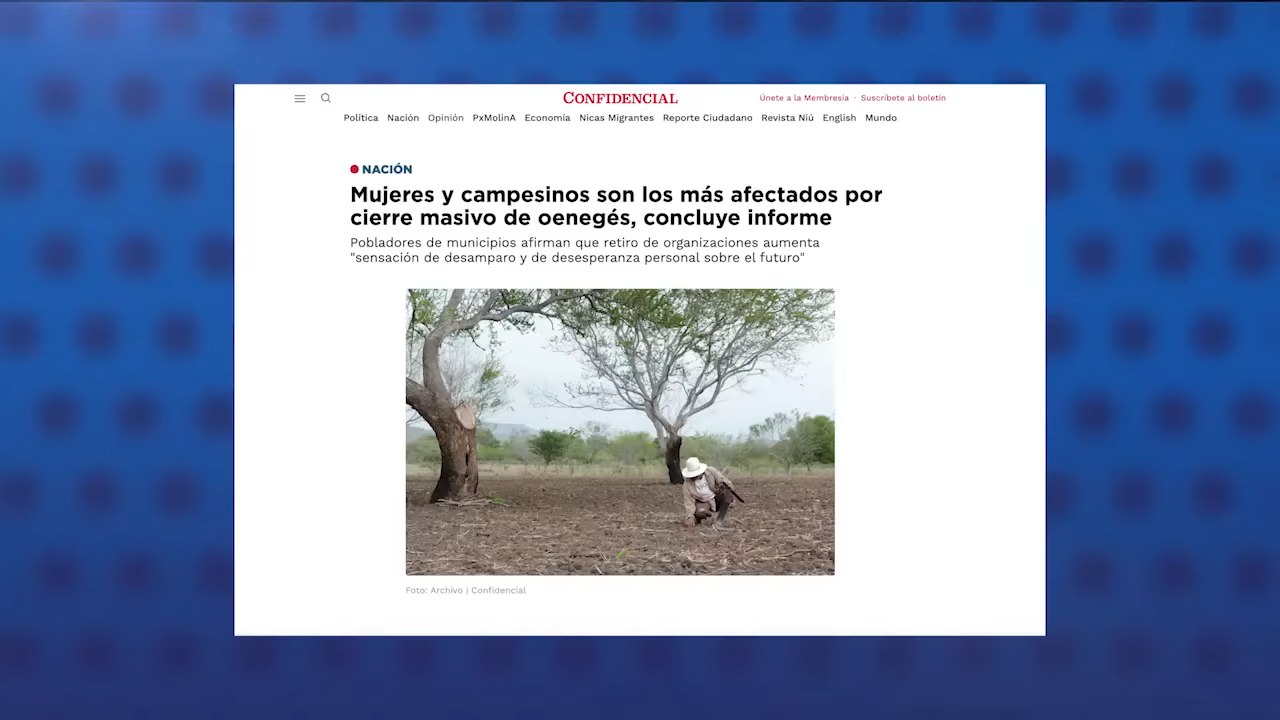 CONFIDENCIAL
Únete a la Membresía · Suscríbete al boletín
Política Nación Opinión PxMolinA Economía Nicas Migrantes Reporte Ciudadano Revista Niú English Mundo
NACIÓN
Mujeres y campesinos son los más afectados por
cierre masivo de oenegés, concluye informe
Pobladores de municipios afirman que retiro de organizaciones aumenta
"sensación de desamparo y de desesperanza personal sobre el futuro"
Foto: Archivo | Confidencial